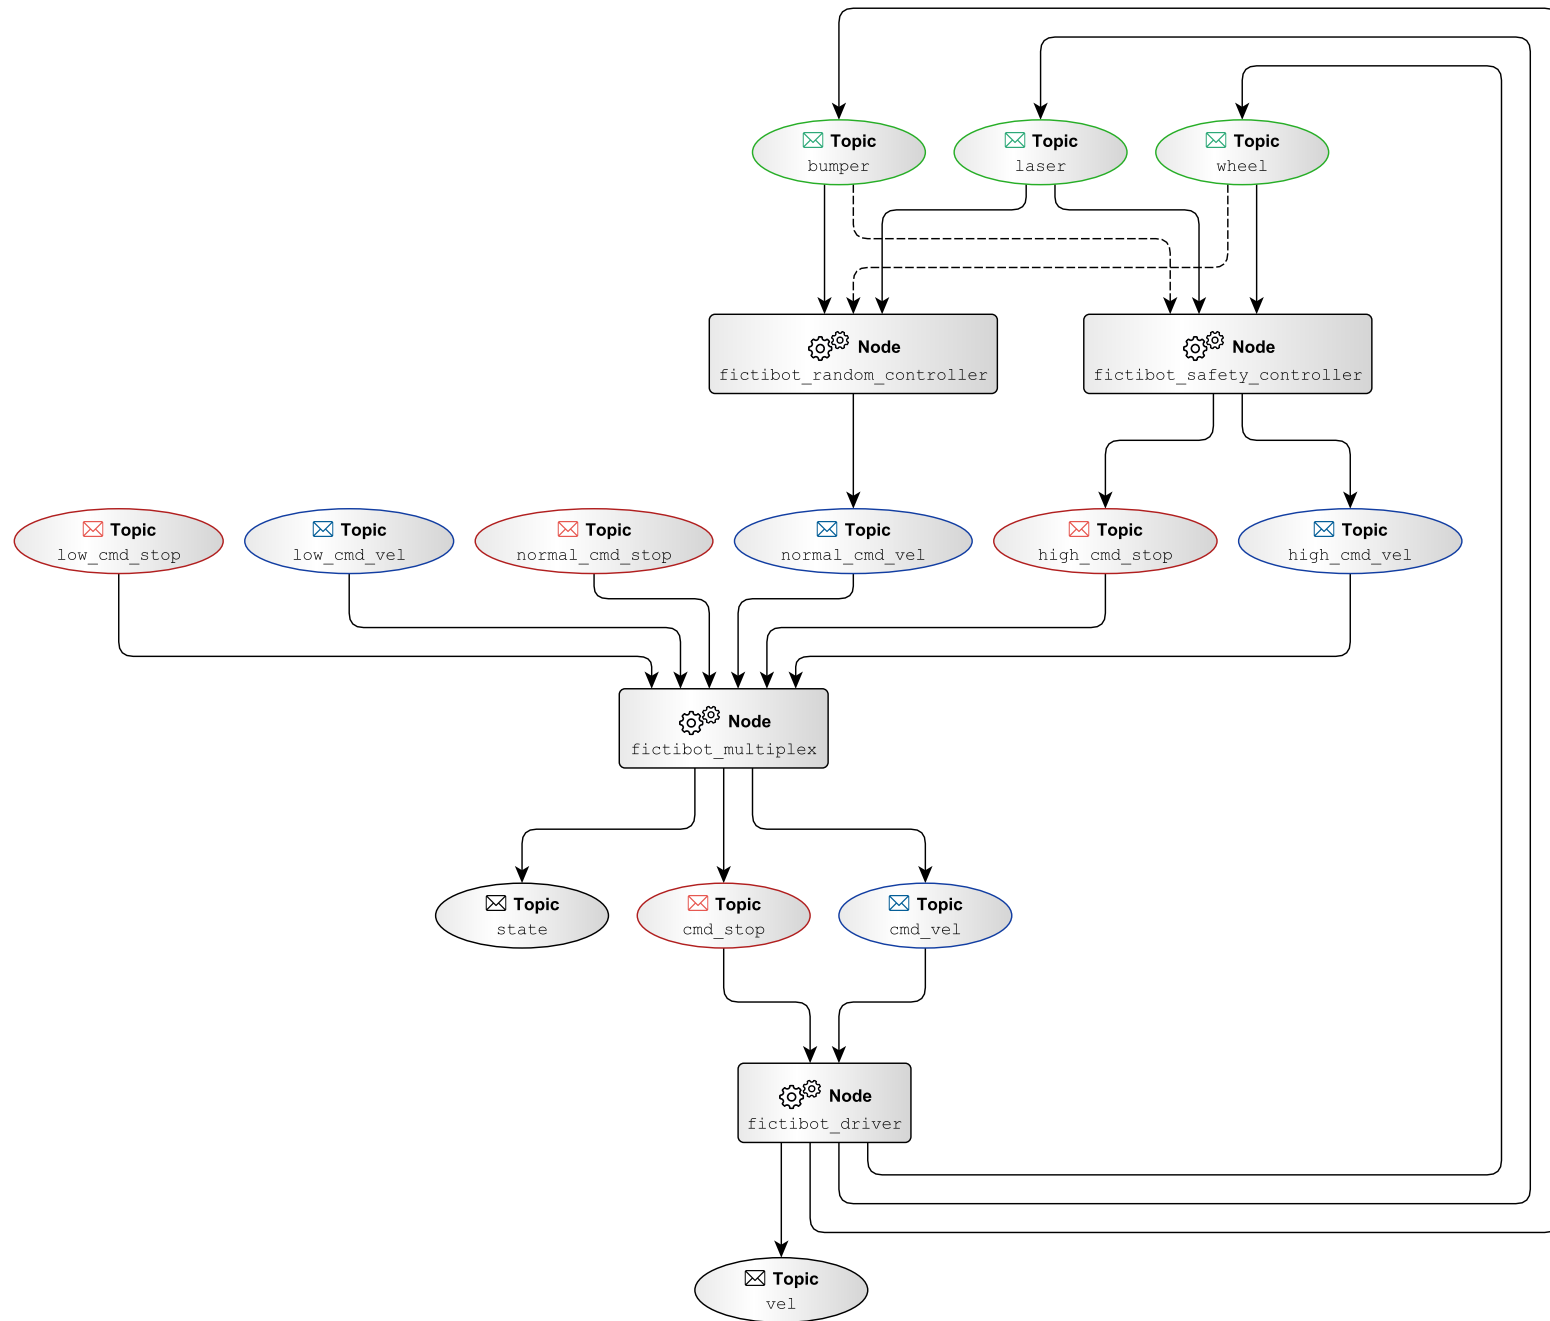 Topic
bumper
Topic
laser
Topic
wheel
Node
fictibot_random_controller
Node
fictibot_safety_controller
Topic
low_cmd_stop
Topic
low_cmd_vel
Topic
normal_cmd_stop
Topic
normal_cmd_vel
Topic
high_cmd_stop
Topic
high_cmd_vel
Node
fictibot_multiplex
Topic
state
Topic
cmd_stop
Topic
cmd_vel
Node
fictibot_driver
Topic
vel